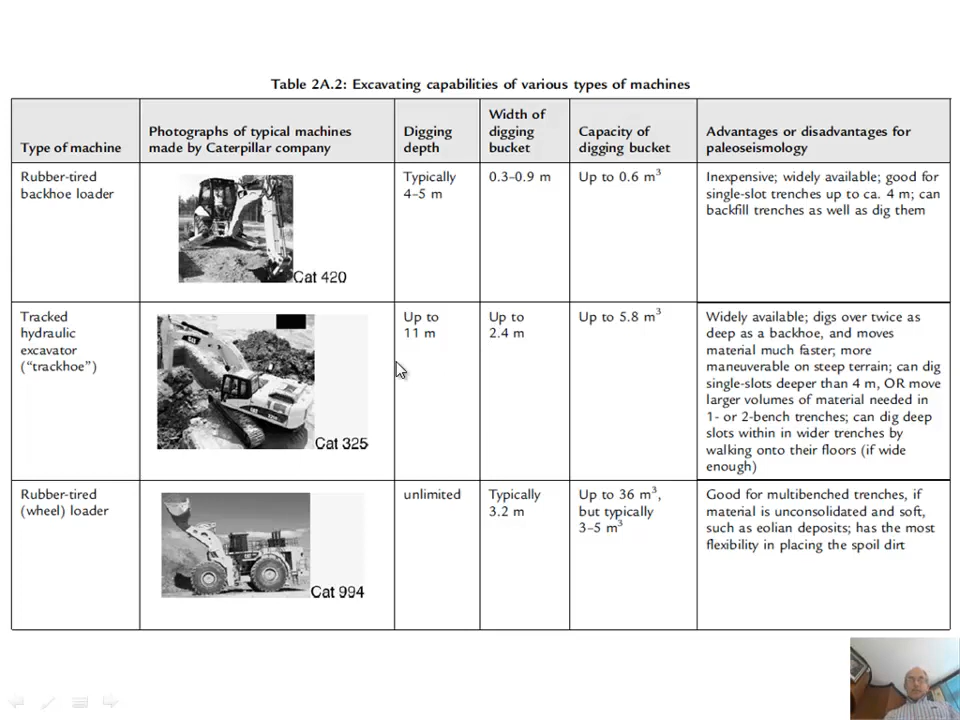 Table 2A.2: Excavating capabilities of various types of machines
Type of machine
Photographs of typical machines
made by Caterpillar company
Digging
depth
Width of
digging
bucket
Capacity of
digging bucket
Advantages or disadvantages for
paleoseismology
Rubber-tired
backhoe loader
Cat 420
Typically
4–5 m
0.3–0.9 m
Up to 0.6 m³
Inexpensive; widely available; good for
single-slot trenches up to ca. 4 m; can
backfill trenches as well as dig them
Tracked
hydraulic
excavator
(“trackhoe”)
Cat 325
Up to
11 m
Up to
2.4 m
Up to 5.8 m³
Widely available; digs over twice as
deep as a backhoe, and moves
material much faster; more
maneuverable on steep terrain; can dig
single-slots deeper than 4 m, OR move
larger volumes of material needed in
1- or 2-bench trenches; can dig deep
slots within in wider trenches by
walking onto their floors (if wide
enough)
Rubber-tired
(wheel) loader
Cat 994
unlimited
Typically
3.2 m
Up to 36 m³,
but typically
3–5 m³
Good for multibenched trenches, if
material is unconsolidated and soft,
such as eolian deposits; has the most
flexibility in placing the spoil dirt